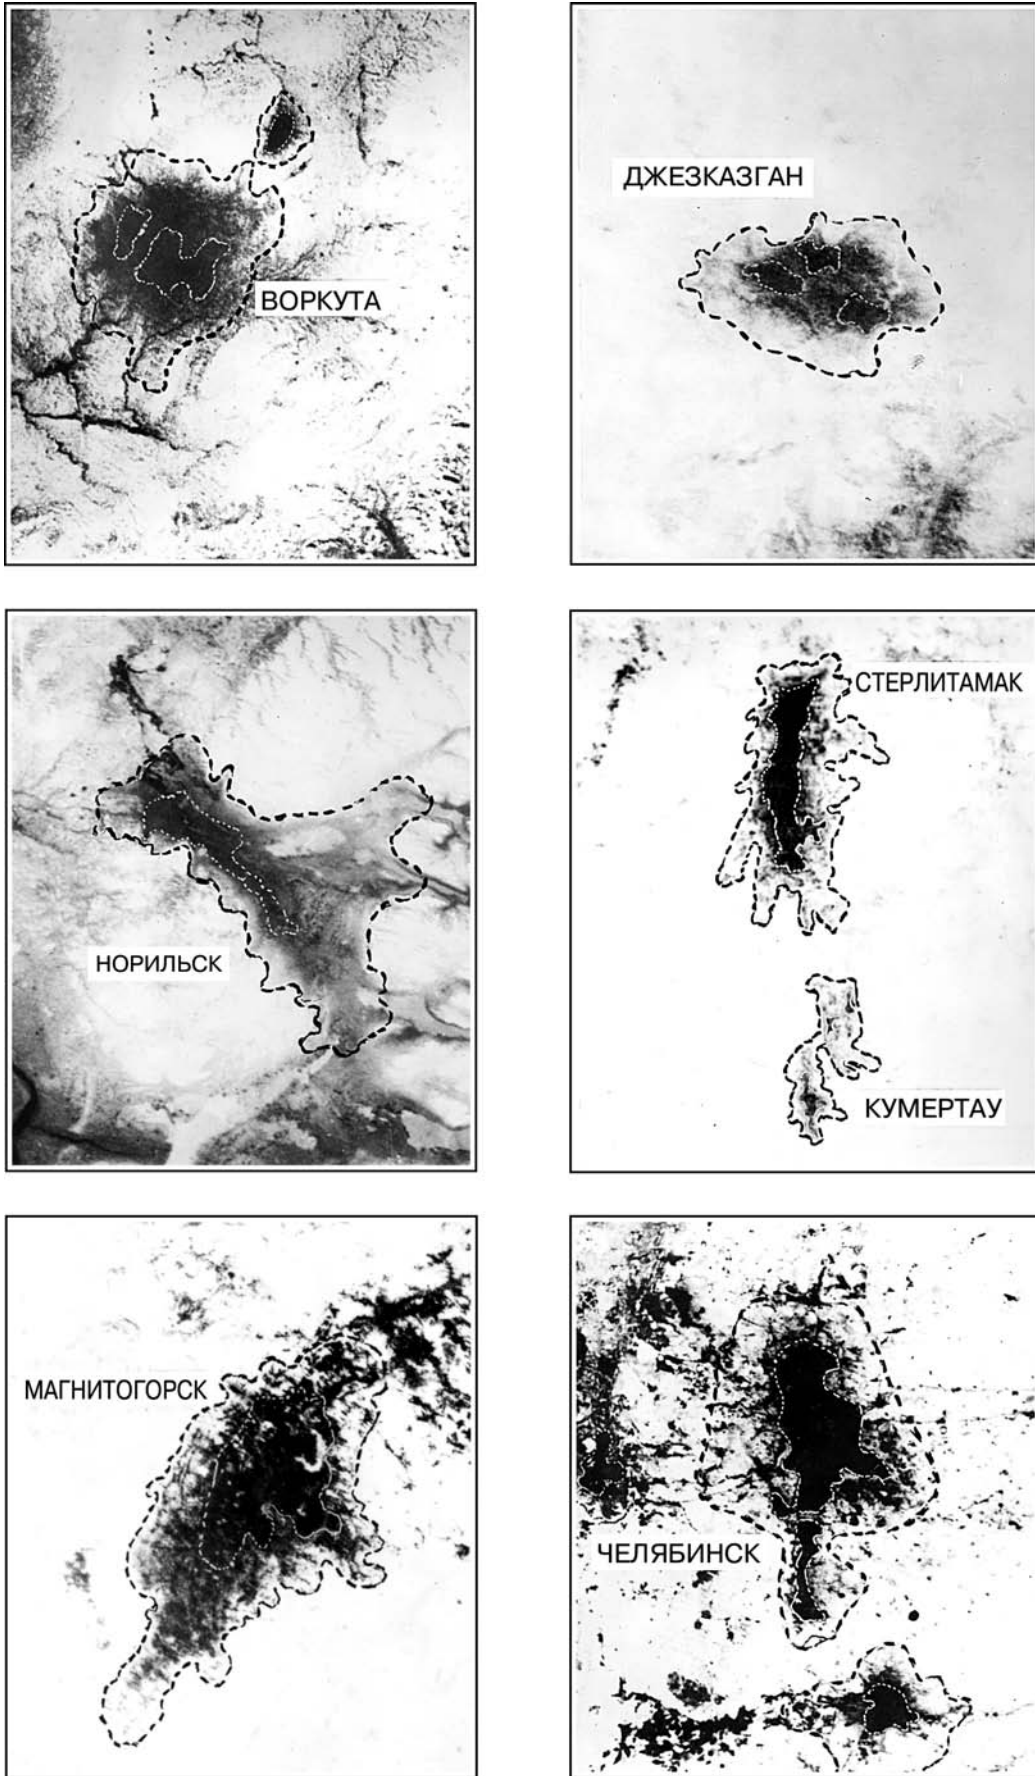 ВОРКУТА
ДЖЕЗКАЗГАН
НОРИЛЬСК
СТЕРЛИТАМАК
КУМЕРТАУ
МАГНИТОГОРСК
ЧЕЛЯБИНСК